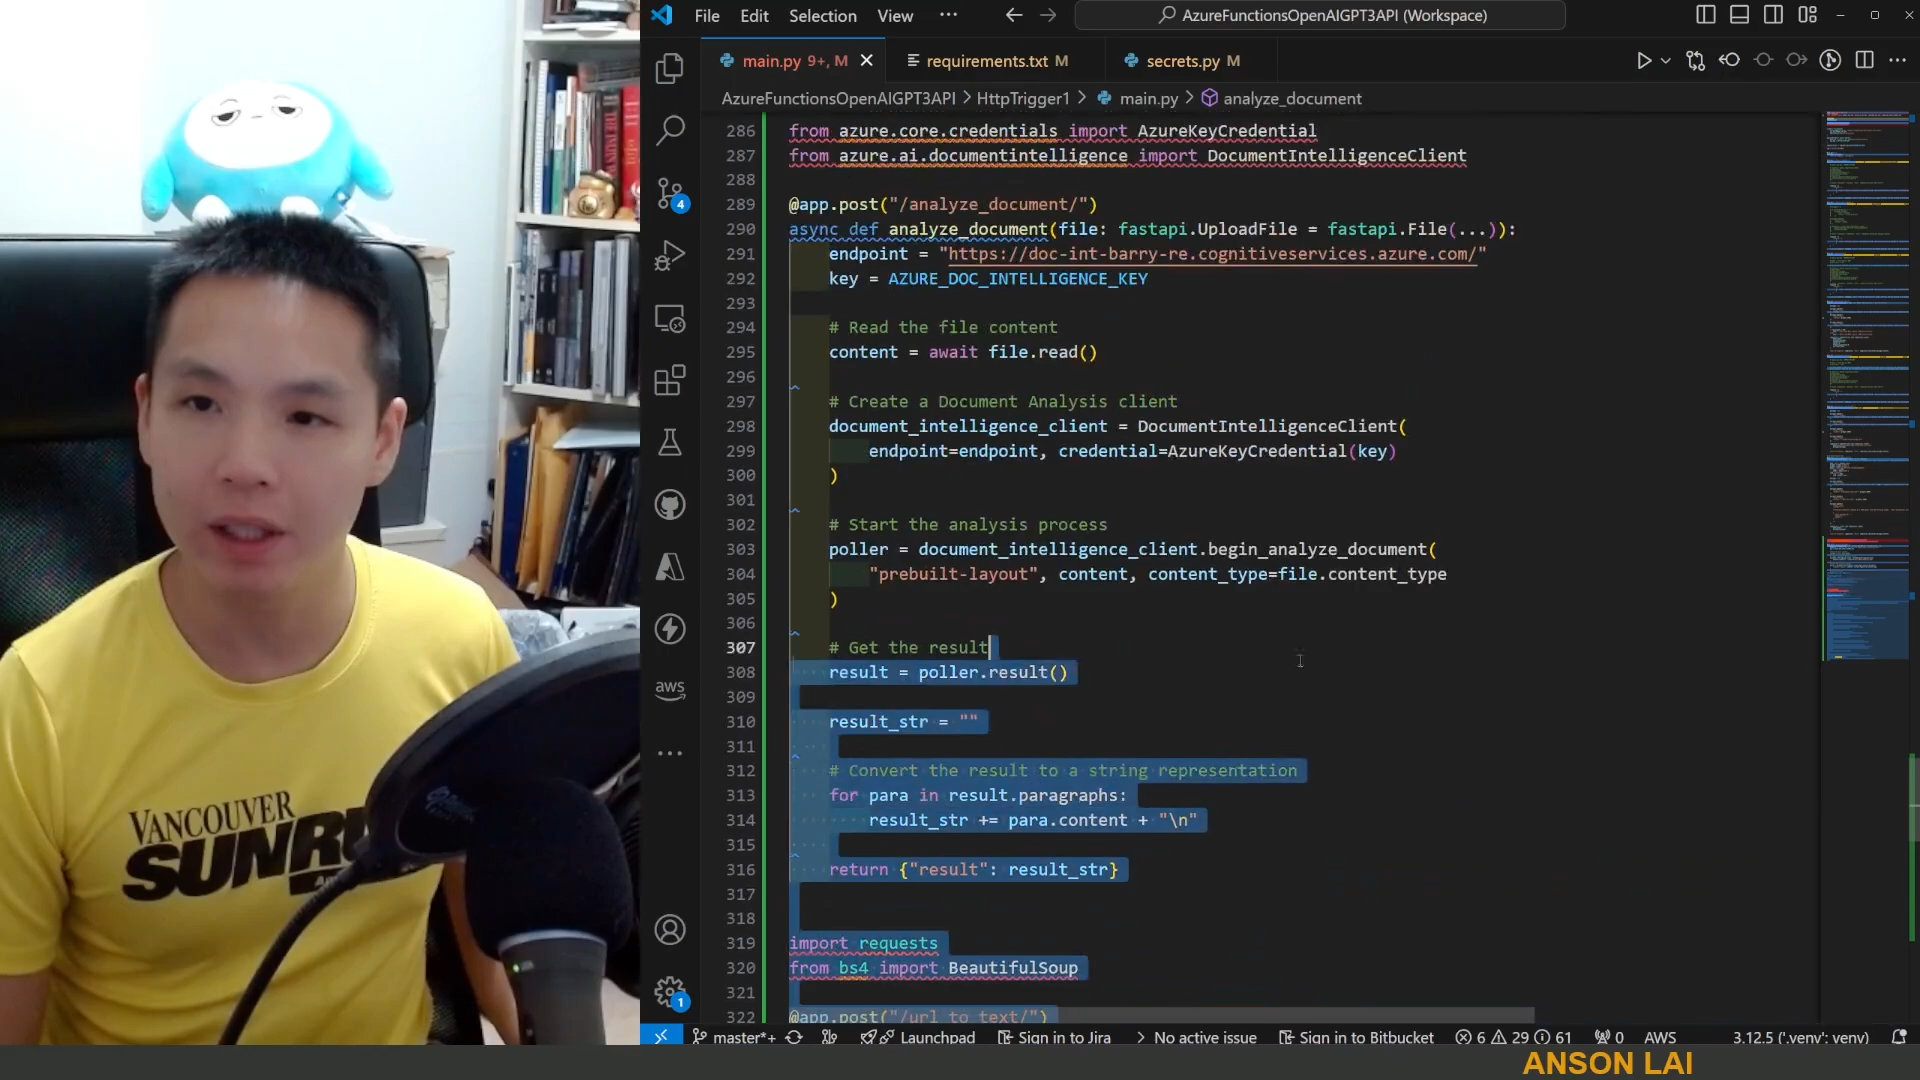 File Edit Selection View ··· AzureFunctionsOpenAIGPT3API (Workspace)
main.py 9+, M requirements.txt M secrets.py M
AzureFunctionsOpenAIGPT3API > HttpTrigger1 > main.py > analyze_document
286 from azure.core.credentials import AzureKeyCredential
287 from azure.ai.documentintelligence import DocumentIntelligenceClient
288
289 @app.post("/analyze_document/")
290 async def analyze_document(file: fastapi.UploadFile = fastapi.File(...)):
291 endpoint = "https://doc-int-barry-re.cognitiveservices.azure.com/"
292 key = AZURE_DOC_INTELLIGENCE_KEY
293
294 # Read the file content
295 content = await file.read()
296
297 # Create a Document Analysis client
298 document_intelligence_client = DocumentIntelligenceClient(
299 endpoint=endpoint, credential=AzureKeyCredential(key)
300 )
301
302 # Start the analysis process
303 poller = document_intelligence_client.begin_analyze_document(
304 "prebuilt-layout", content, content_type=file.content_type
305 )
306
307 # Get the result
308 result = poller.result()
309
310 result_str = ""
311
312 # Convert the result to a string representation
313 for para in result.paragraphs:
314 result_str += para.content + "\n"
315
316 return {"result": result_str}
317
318
319 import requests
320 from bs4 import BeautifulSoup
321
322 @app.post("/url_to_text/")
4
aws
1
master*+ Launchpad Sign in to Jira No active issue Sign in to Bitbucket 6 29 61 0 AWS 3.12.5 ('.venv': venv)
VANCOUVER
SUNRU
ANSON LAI